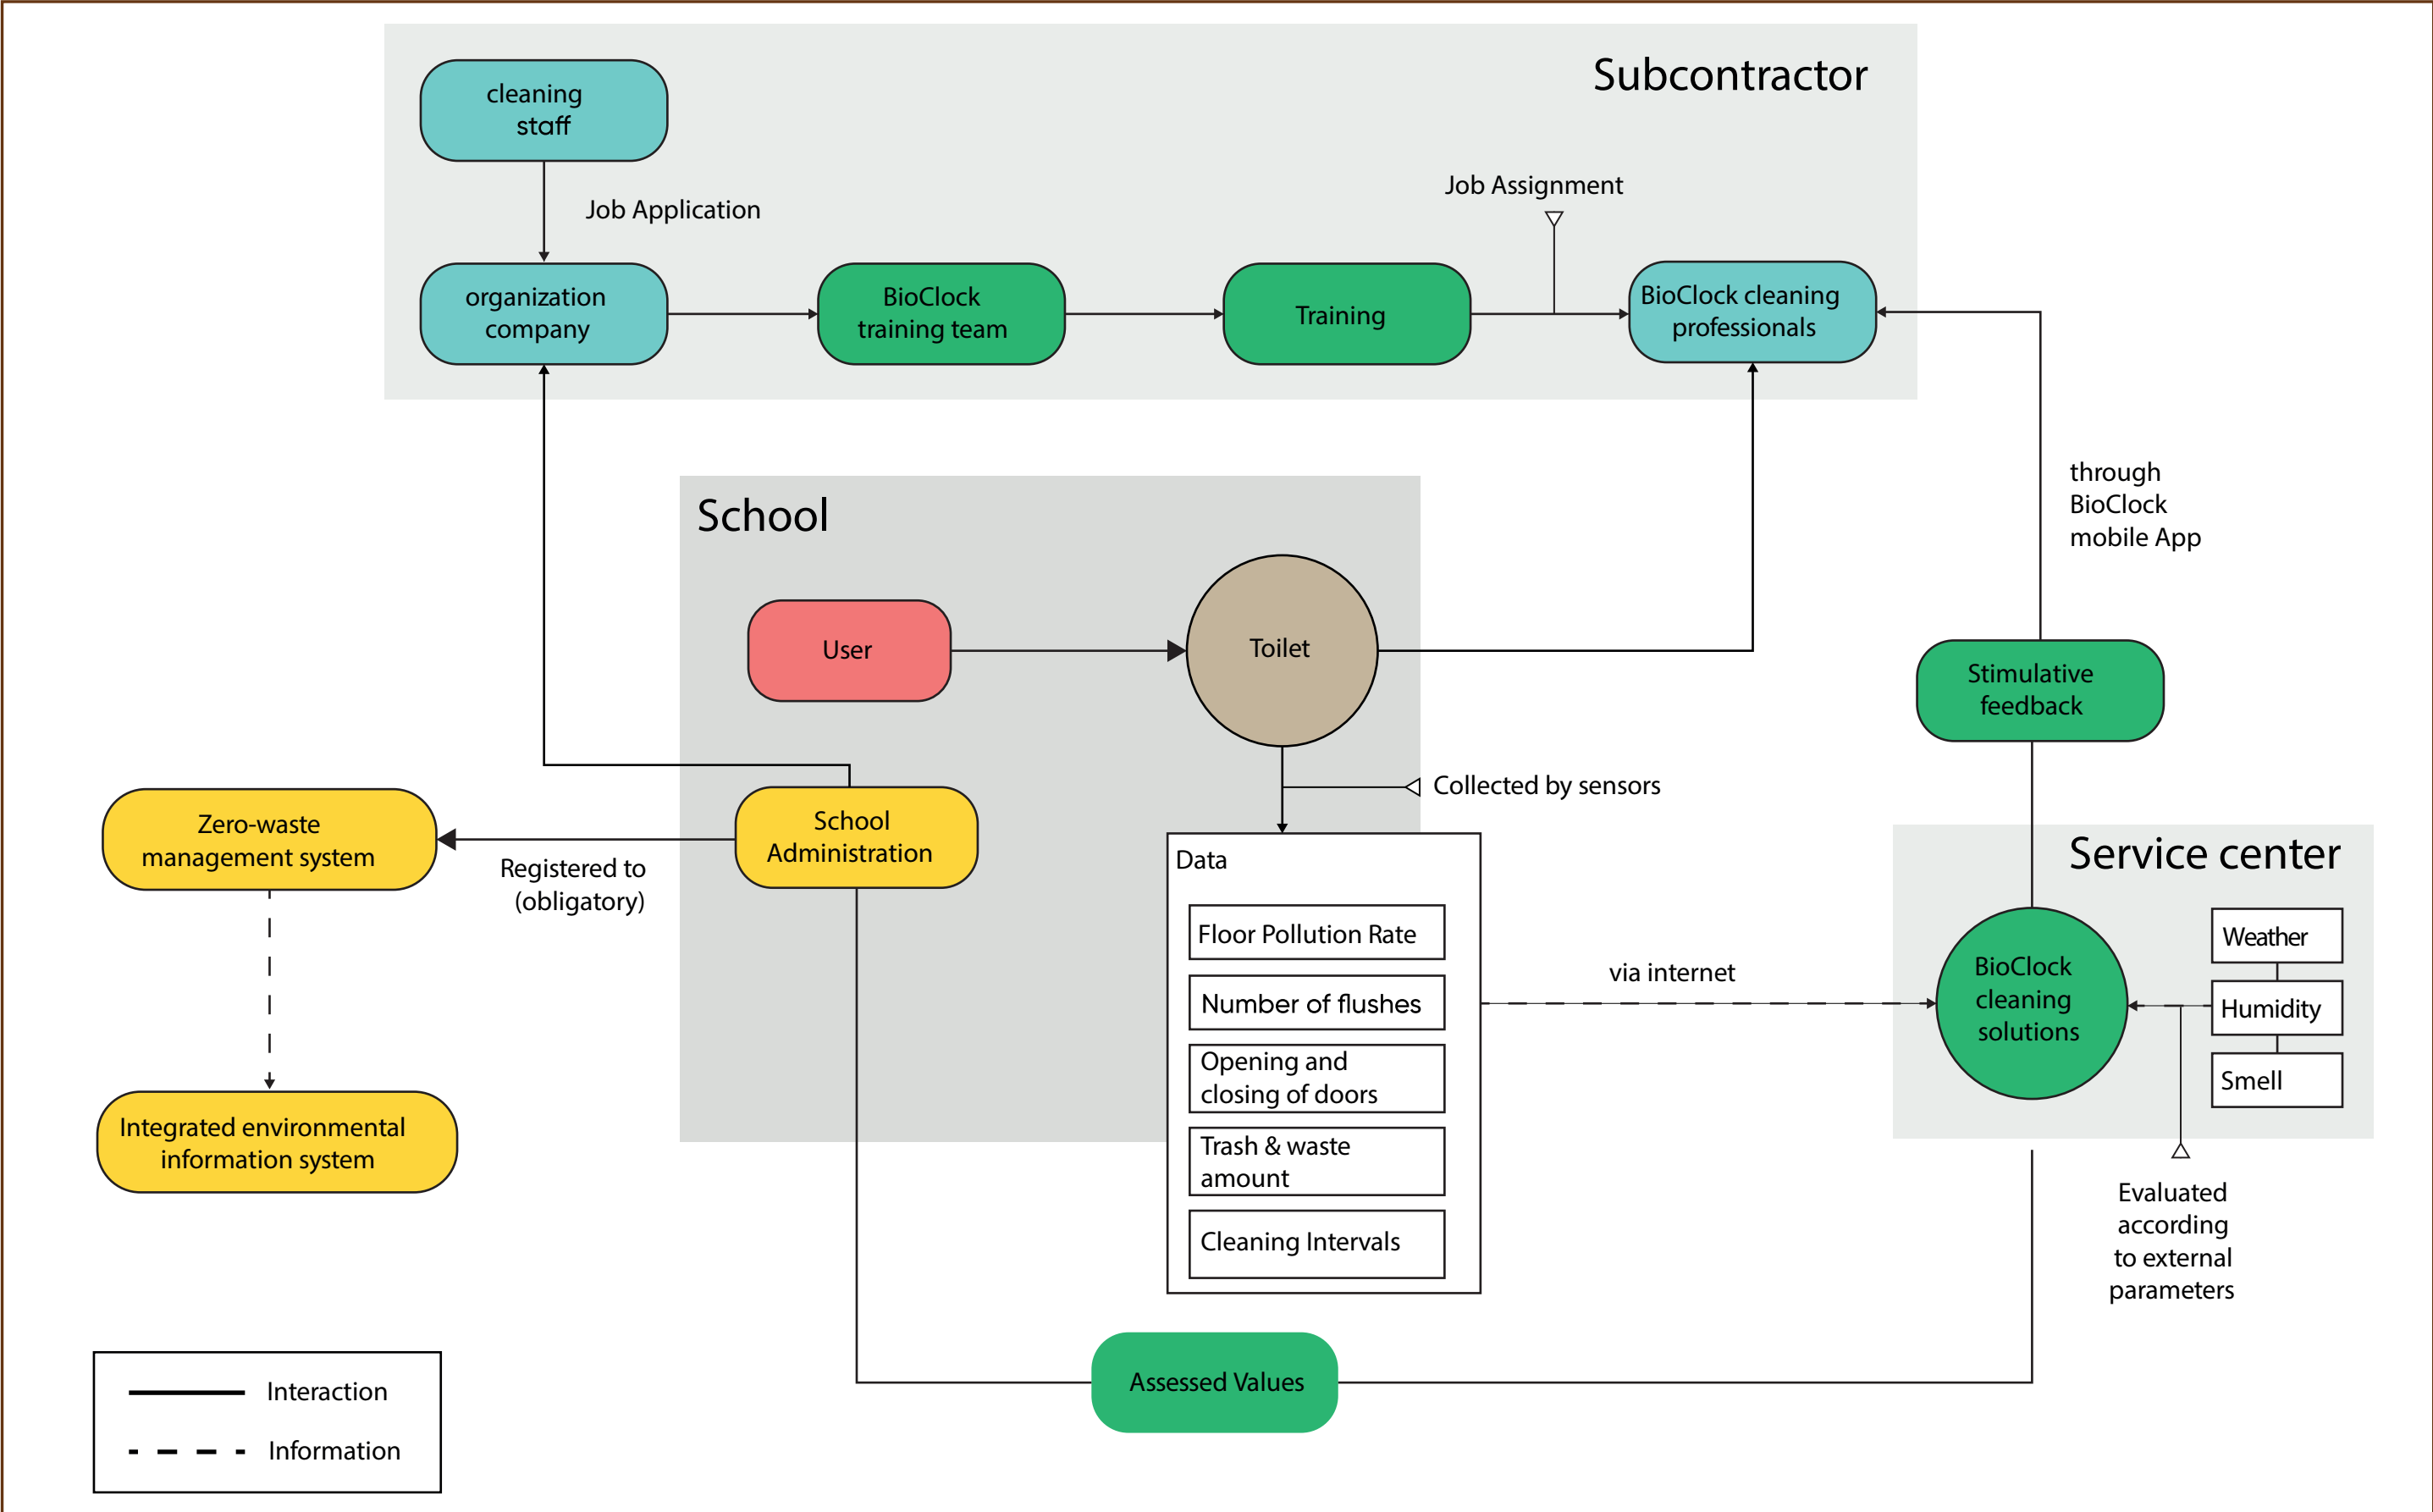 Subcontractor
cleaning
staff
Job Application
Job Assignment
organization
company
BioClock
training team
Training
BioClock cleaning
professionals
through
BioClock
mobile App
School
User
Toilet
Stimulative
feedback
Collected by sensors
Zero-waste
management system
Registered to
(obligatory)
School
Administration
Integrated environmental
information system
Data
Floor Pollution Rate
Number of flushes
Opening and
closing of doors
Trash & waste
amount
Cleaning Intervals
via internet
Service center
BioClock
cleaning
solutions
Weather
Humidity
Smell
Evaluated
according
to external
parameters
Assessed Values
Interaction
Information